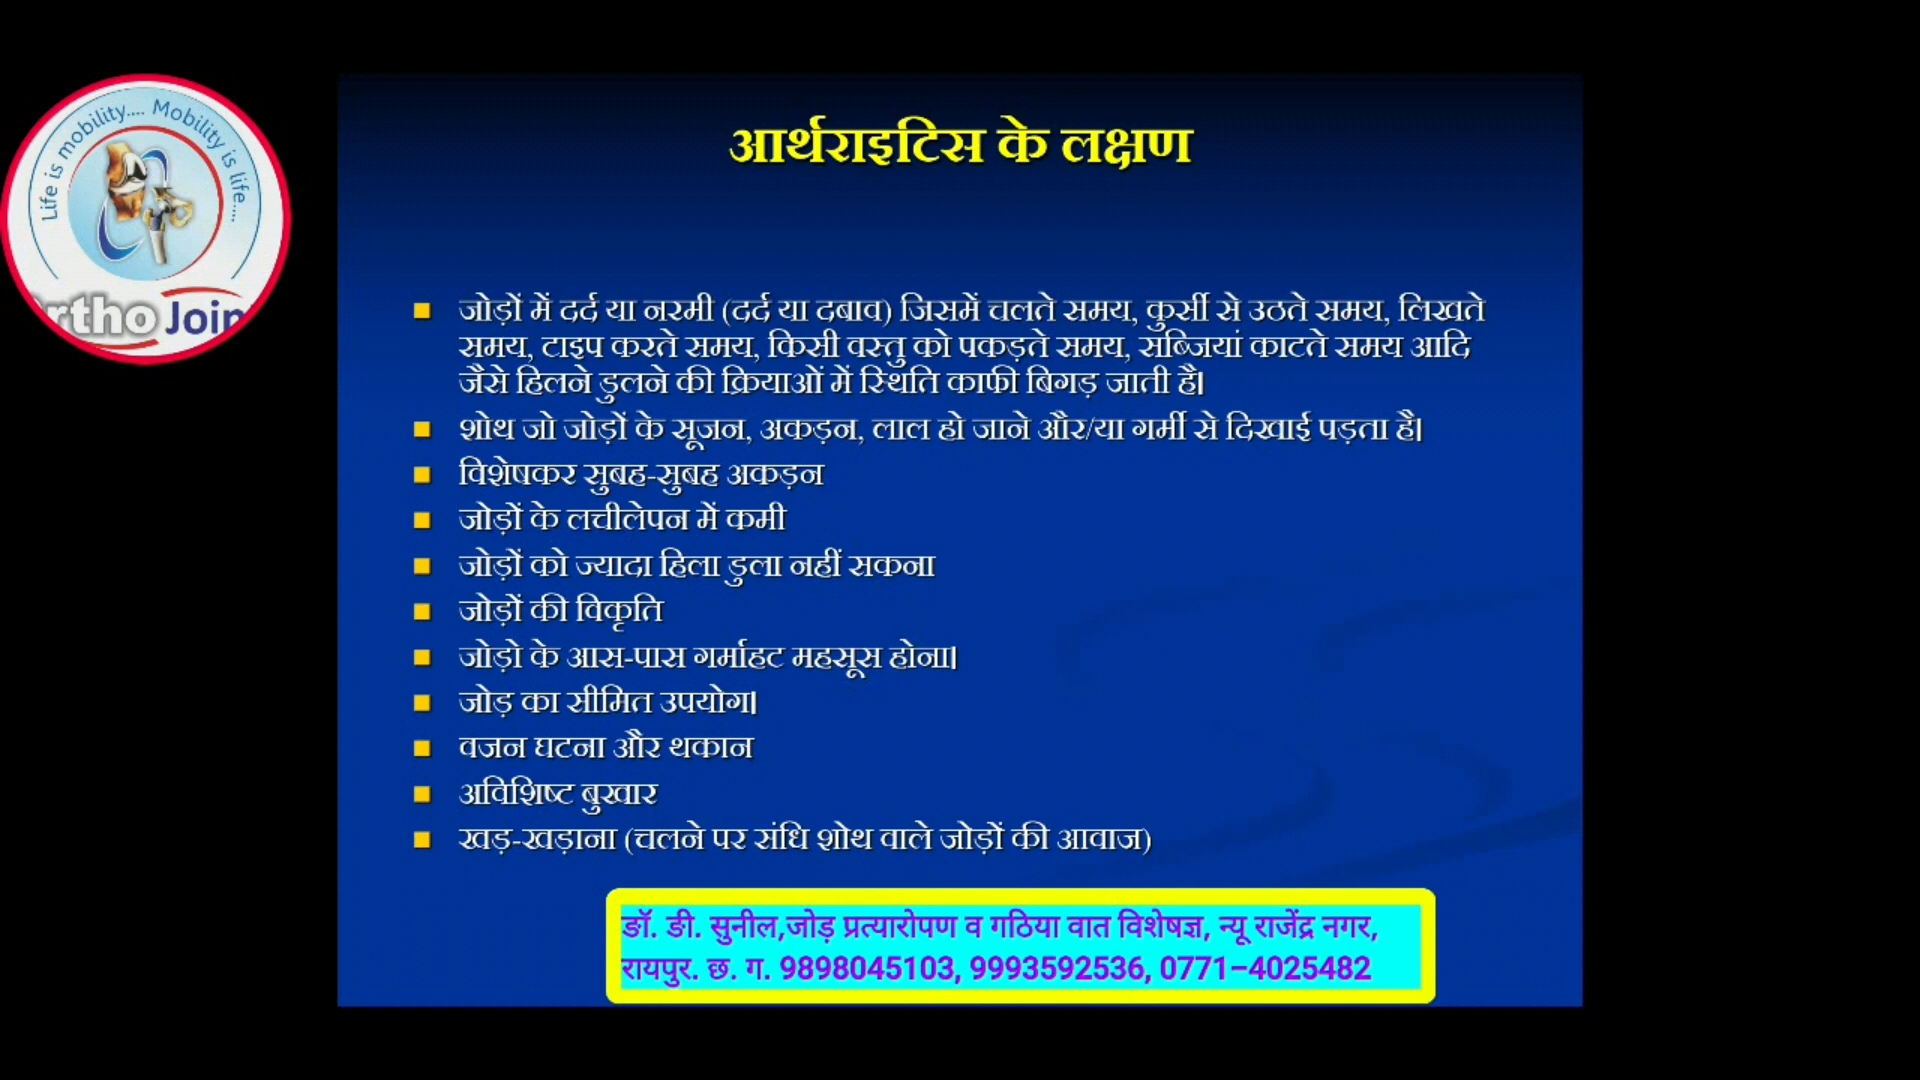 Life is mobility.... Mobility is life....
Ortho Join
आर्थराइटिस के लक्षण
जोड़ों में दर्द या नरमी (दर्द या दबाव) जिसमें चलते समय, कुर्सी से उठते समय, लिखते
समय, टाइप करते समय, किसी वस्तु को पकड़ते समय, सब्जियां काटते समय आदि
जैसे हिलने डुलने की क्रियाओं में स्थिति काफी बिगड़ जाती है।
शोथ जो जोड़ों के सूजन, अकड़न, लाल हो जाने और/या गर्मी से दिखाई पड़ता है।
विशेषकर सुबह-सुबह अकड़न
जोड़ों के लचीलेपन में कमी
जोड़ों को ज्यादा हिला डुला नहीं सकना
जोड़ों की विकृति
जोड़ो के आस-पास गर्माहट महसूस होना।
जोड़ का सीमित उपयोग।
वजन घटना और थकान
अविशिष्ट बुखार
खड़-खड़ाना (चलने पर संधि शोथ वाले जोड़ों की आवाज)
डॉ. डी. सुनील,जोड़ प्रत्यारोपण व गठिया वात विशेषज्ञ, न्यू राजेंद्र नगर,
रायपुर. छ. ग. 9898045103, 9993592536, 0771-4025482